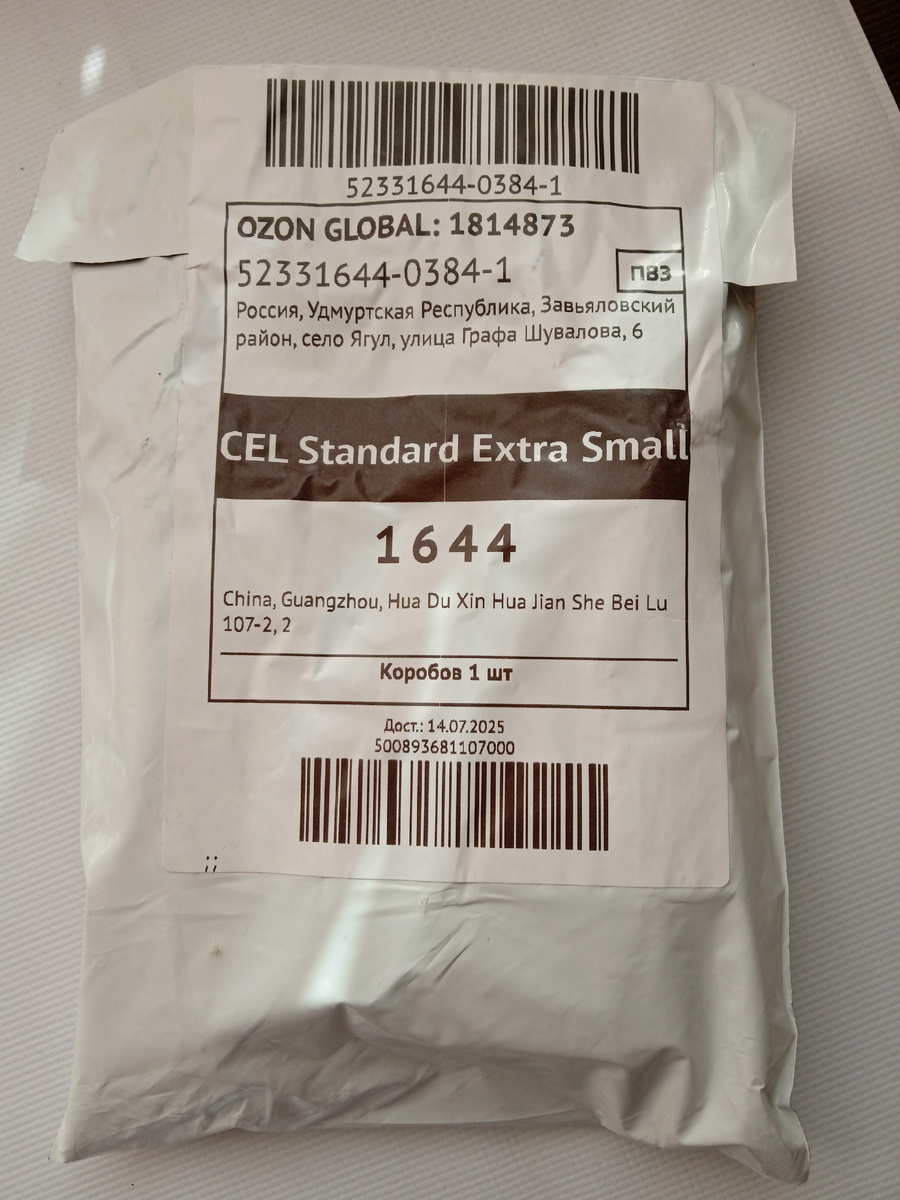 52331644-0384-1
OZON GLOBAL: 1814873
52331644-0384-1
ПВЗ
Россия, Удмуртская Республика, Завьяловский
район, село Ягул, улица Графа Шувалова, 6
CEL Standard Extra Small
1644
China, Guangzhou, Hua Du Xin Hua Jian She Bei Lu
107-2, 2
Коробов 1 шт
Дост.: 14.07.2025
500893681107000